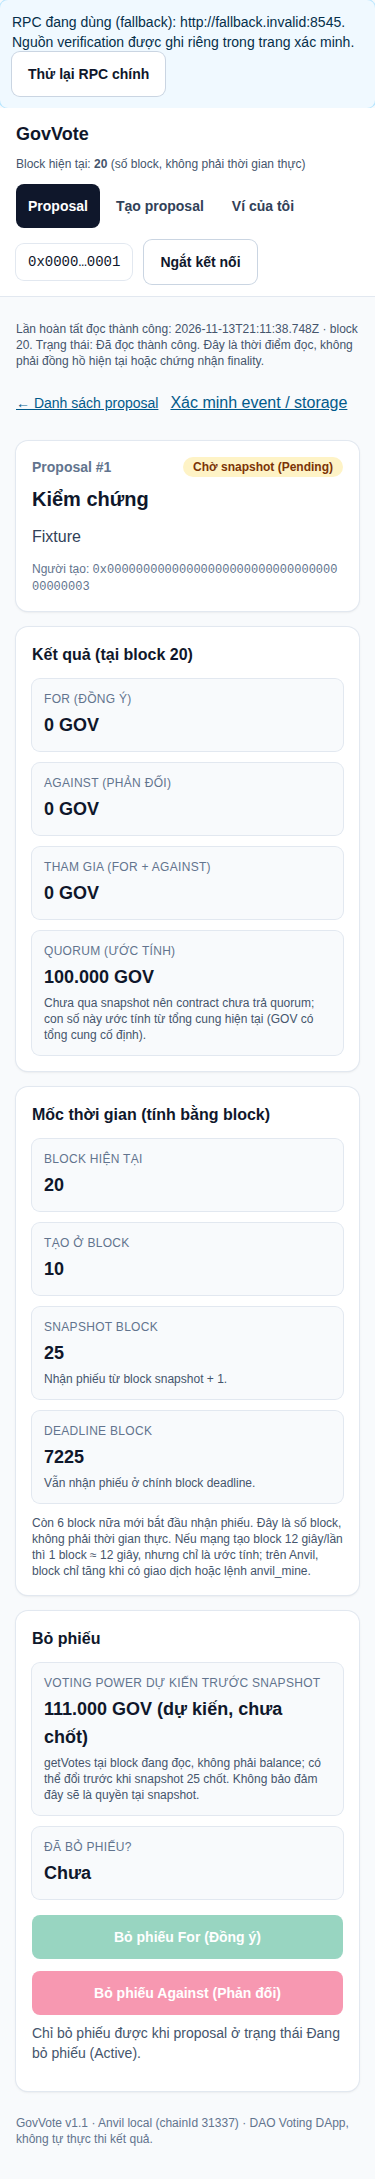 RPC đang dùng (fallback): http://fallback.invalid:8545.
Nguồn verification được ghi riêng trong trang xác minh.
Thử lại RPC chính
GovVote
Block hiện tại: 20 (số block, không phải thời gian thực)
Proposal
Tạo proposal
Ví của tôi
0x0000…0001
Ngắt kết nối
Lần hoàn tất đọc thành công: 2026-11-13T21:11:38.748Z · block
20. Trạng thái: Đã đọc thành công. Đây là thời điểm đọc, không
phải đồng hồ hiện tại hoặc chứng nhận finality.
← Danh sách proposal Xác minh event / storage
Proposal #1
Chờ snapshot (Pending)
Kiểm chứng
Fixture
Người tạo: 0x00000000000000000000000000000000
00000003
Kết quả (tại block 20)
FOR (ĐỒNG Ý)
0 GOV
AGAINST (PHẢN ĐỐI)
0 GOV
THAM GIA (FOR + AGAINST)
0 GOV
QUORUM (ƯỚC TÍNH)
100.000 GOV
Chưa qua snapshot nên contract chưa trả quorum;
con số này ước tính từ tổng cung hiện tại (GOV có
tổng cung cố định).
Mốc thời gian (tính bằng block)
BLOCK HIỆN TẠI
20
TẠO Ở BLOCK
10
SNAPSHOT BLOCK
25
Nhận phiếu từ block snapshot + 1.
DEADLINE BLOCK
7225
Vẫn nhận phiếu ở chính block deadline.
Còn 6 block nữa mới bắt đầu nhận phiếu. Đây là số block,
không phải thời gian thực. Nếu mạng tạo block 12 giây/lần
thì 1 block ≈ 12 giây, nhưng chỉ là ước tính; trên Anvil,
block chỉ tăng khi có giao dịch hoặc lệnh anvil_mine.
Bỏ phiếu
VOTING POWER DỰ KIẾN TRƯỚC SNAPSHOT
111.000 GOV (dự kiến, chưa
chốt)
getVotes tại block đang đọc, không phải balance; có
thể đổi trước khi snapshot 25 chốt. Không bảo đảm
đây sẽ là quyền tại snapshot.
ĐÃ BỎ PHIẾU?
Chưa
Bỏ phiếu For (Đồng ý)
Bỏ phiếu Against (Phản đối)
Chỉ bỏ phiếu được khi proposal ở trạng thái Đang
bỏ phiếu (Active).
GovVote v1.1 · Anvil local (chainId 31337) · DAO Voting DApp,
không tự thực thi kết quả.